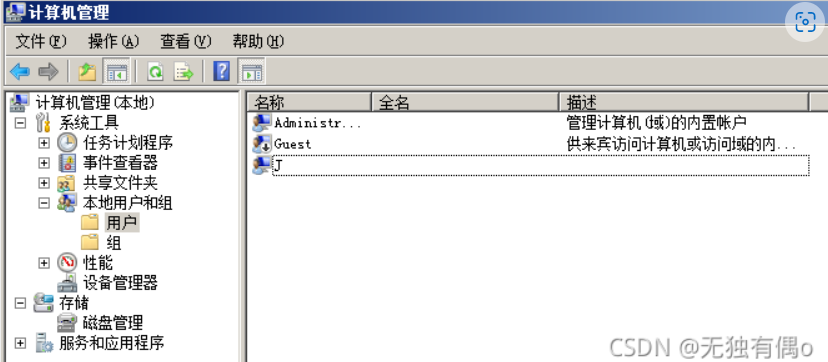 计算机管理
文件(F) 操作(A) 查看(V) 帮助(H)
计算机管理(本地)
系统工具
任务计划程序
事件查看器
共享文件夹
本地用户和组
用户
组
性能
设备管理器
存储
磁盘管理
服务和应用程序
名称 全名 描述
Administr... 管理计算机(域)的内置帐户
Guest 供来宾访问计算机或访问域的内...
J
CSDN @无独有偶o